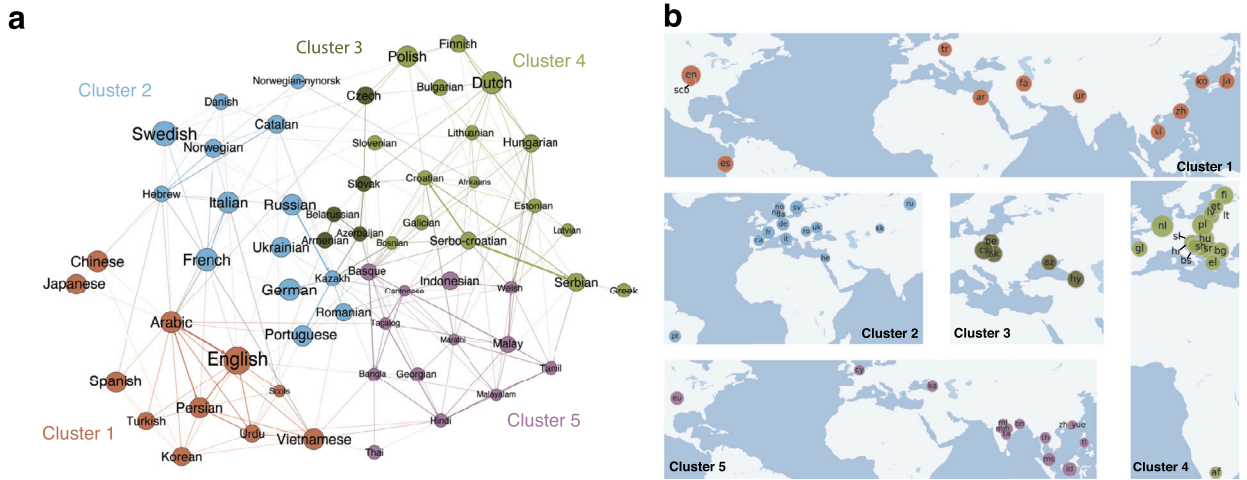 a
Cluster 3
Finnish
Polish
Cluster 4
Norwegian-nynorsk
Dutch
Cluster 2
Czech
Bulgarian
Danish
Catalan
Swedish
Lithuanian
Norwegian
Slovenian
Hungarian
Slovak
Croatian
Afrikaans
Hebrew
Italian
Russian
Estonian
Belarussian
Galician
Azerbaijan
Latvian
Armenian
Bosnian
Serbo-croatian
Ukrainian
French
Chinese
Basque
Kazakh
Indonesian
Japanese
German
Cantonese
Welsh
Serbian
Greek
Romanian
Arabic
Tagalog
Portuguese
Marathi
Malay
English
Tamil
Spanish
Bangla
Georgian
Scots
Malayalam
Persian
Turkish
Hindi
Cluster 5
Cluster 1
Urdu
Vietnamese
Korean
Thai
b
tr
en
sco
fa
ko
ja
ar
ur
zh
vi
es
Cluster 1
no
sv
ru
da
de
fr
ro
uk
kk
ca
it
he
pt
Cluster 2
be
cs
sk
az
hy
Cluster 3
fi
et
lv
lt
nl
pl
sl
hu
gl
hr
sh
sr
bg
bs
el
af
Cluster 4
cy
ka
eu
bn
zh yue
th
tl
ms
id
Cluster 5